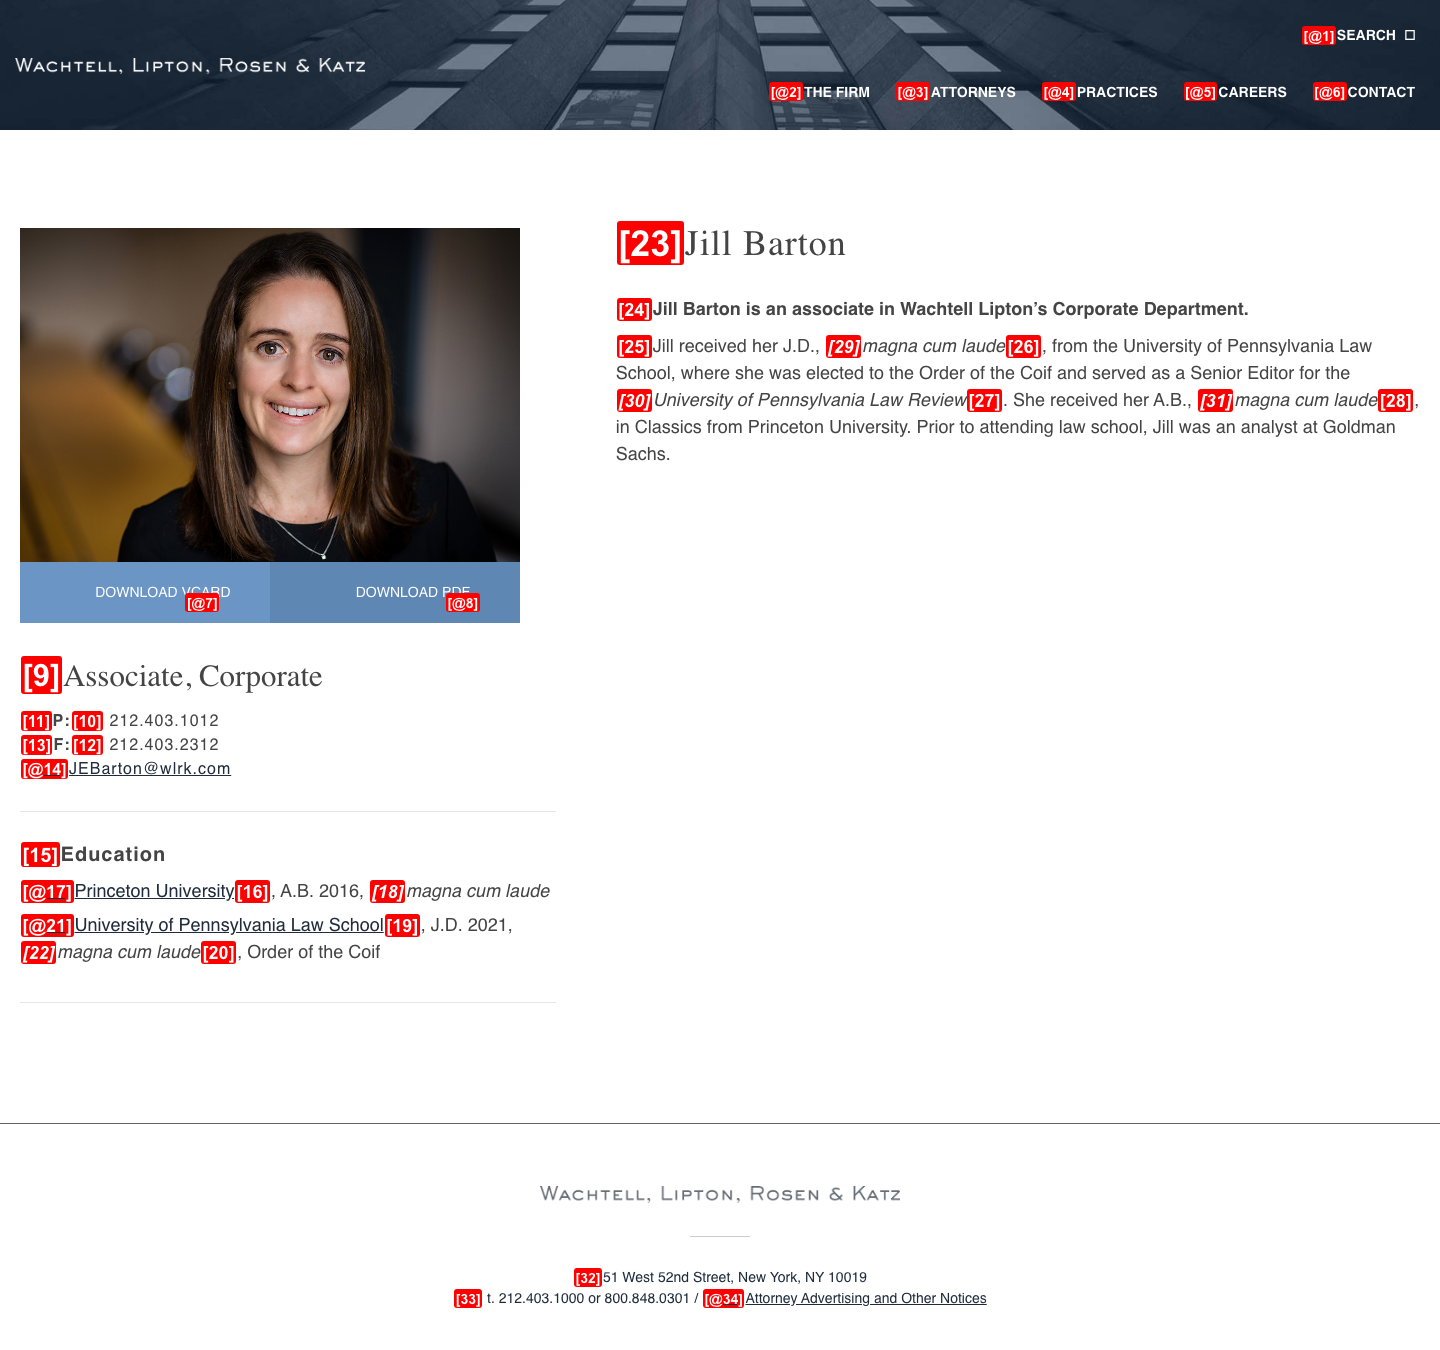 [@1]SEARCH
WACHTELL, LIPTON, ROSEN & KATZ
[@2]THE FIRM [@3]ATTORNEYS [@4]PRACTICES [@5]CAREERS [@6]CONTACT
[23]Jill Barton
[24]Jill Barton is an associate in Wachtell Lipton’s Corporate Department.
[25]Jill received her J.D., [29]magna cum laude[26], from the University of Pennsylvania Law
School, where she was elected to the Order of the Coif and served as a Senior Editor for the
[30]University of Pennsylvania Law Review[27]. She received her A.B., [31]magna cum laude[28],
in Classics from Princeton University. Prior to attending law school, Jill was an analyst at Goldman
Sachs.
DOWNLOAD VCARD DOWNLOAD PDF
[@7] [@8]
[9]Associate, Corporate
[11]P:[10] 212.403.1012
[13]F:[12] 212.403.2312
[@14]JEBarton@wlrk.com
[15]Education
[@17]Princeton University[16], A.B. 2016, [18]magna cum laude
[@21]University of Pennsylvania Law School[19], J.D. 2021,
[22]magna cum laude[20], Order of the Coif
WACHTELL, LIPTON, ROSEN & KATZ
[32]51 West 52nd Street, New York, NY 10019
[33] t. 212.403.1000 or 800.848.0301 / [@34]Attorney Advertising and Other Notices